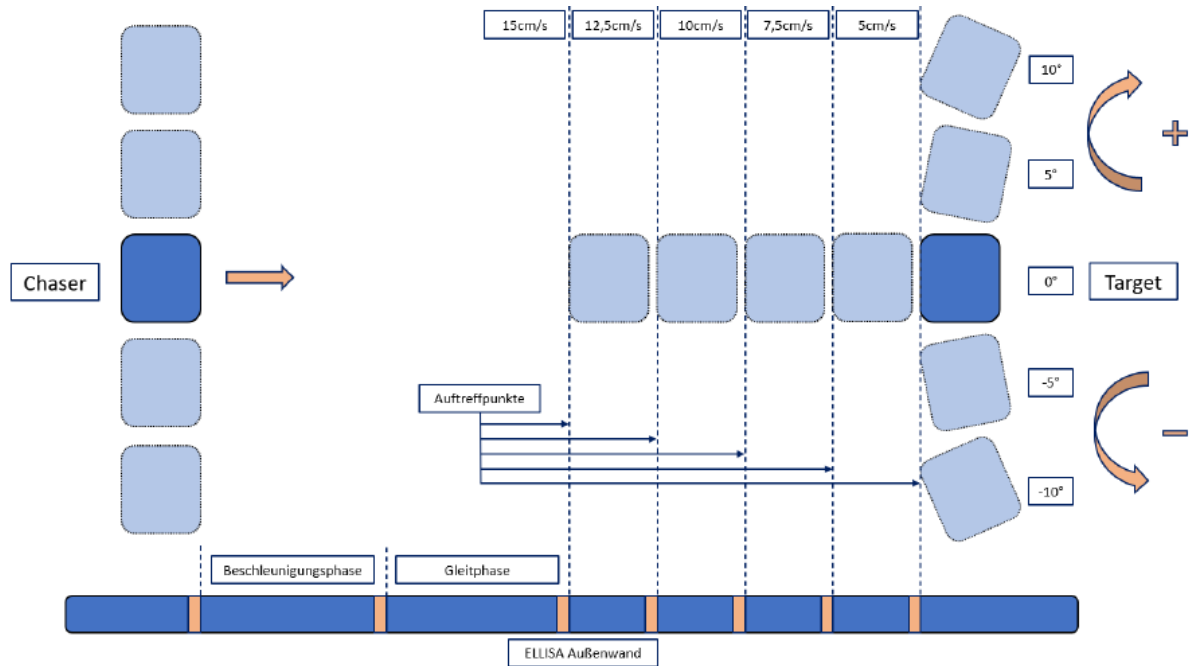 15cm/s
12,5cm/s
10cm/s
7,5cm/s
5cm/s
10°
+
5°
Chaser
0°
Target
-5°
Auftreffpunkte
−
-10°
Beschleunigungsphase
Gleitphase
ELLISA Außenwand